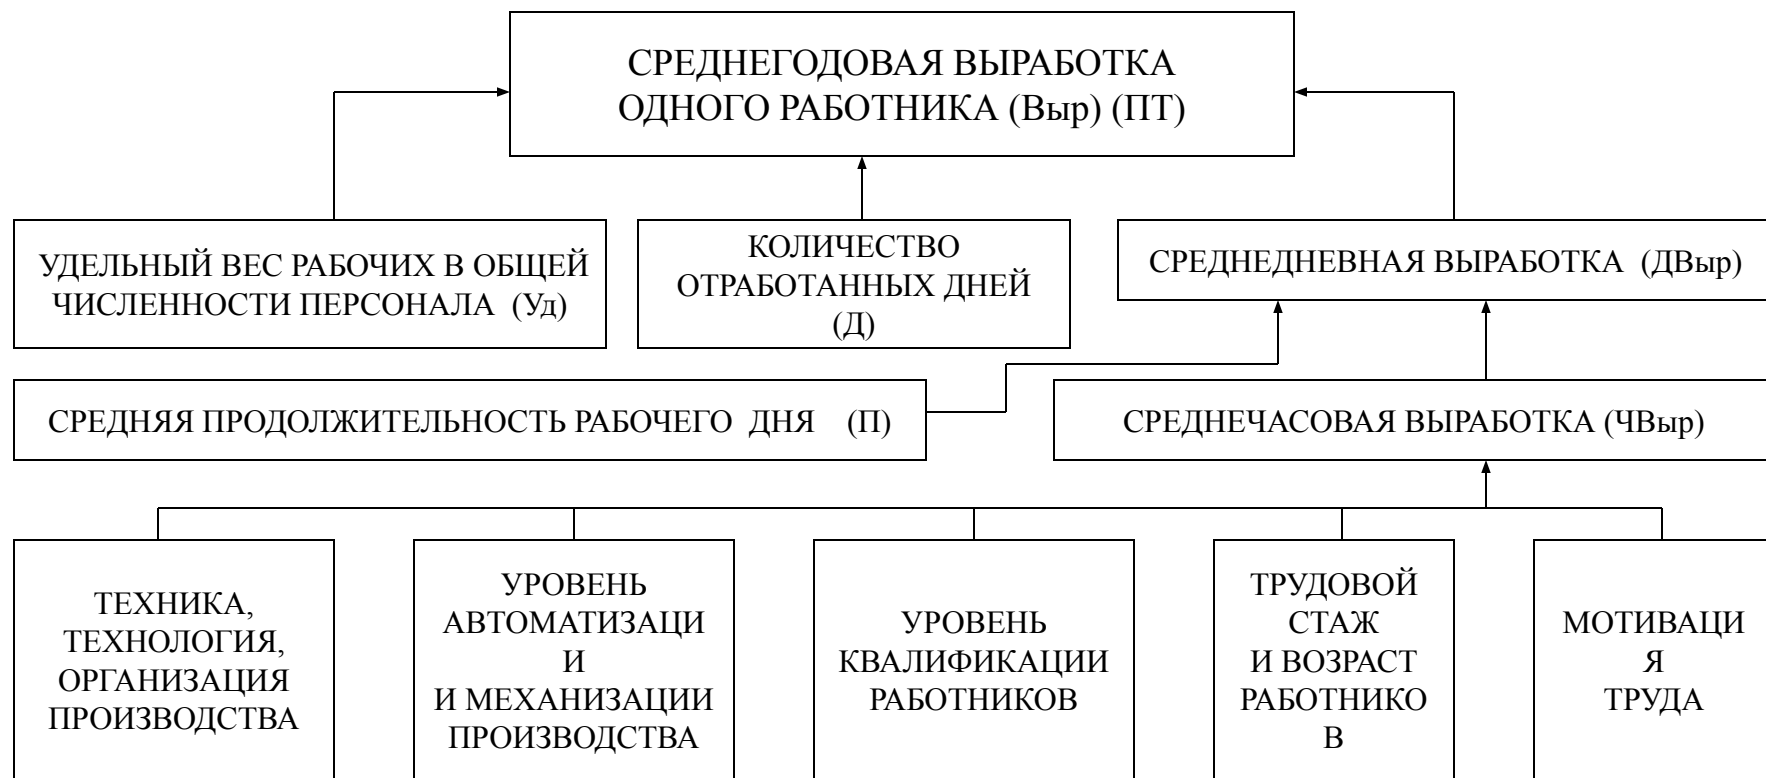 СРЕДНЕГОДОВАЯ ВЫРАБОТКА
ОДНОГО РАБОТНИКА (Выр) (ПТ)
УДЕЛЬНЫЙ ВЕС РАБОЧИХ В ОБЩЕЙ
ЧИСЛЕННОСТИ ПЕРСОНАЛА (Уд)
КОЛИЧЕСТВО
ОТРАБОТАННЫХ ДНЕЙ
(Д)
СРЕДНЕДНЕВНАЯ ВЫРАБОТКА (ДВыр)
СРЕДНЯЯ ПРОДОЛЖИТЕЛЬНОСТЬ РАБОЧЕГО ДНЯ (П)
СРЕДНЕЧАСОВАЯ ВЫРАБОТКА (ЧВыр)
ТЕХНИКА,
ТЕХНОЛОГИЯ,
ОРГАНИЗАЦИЯ
ПРОИЗВОДСТВА
УРОВЕНЬ
АВТОМАТИЗАЦИ
И
И МЕХАНИЗАЦИИ
ПРОИЗВОДСТВА
УРОВЕНЬ
КВАЛИФИКАЦИИ
РАБОТНИКОВ
ТРУДОВОЙ
СТАЖ
И ВОЗРАСТ
РАБОТНИКО
В
МОТИВАЦИ
Я
ТРУДА